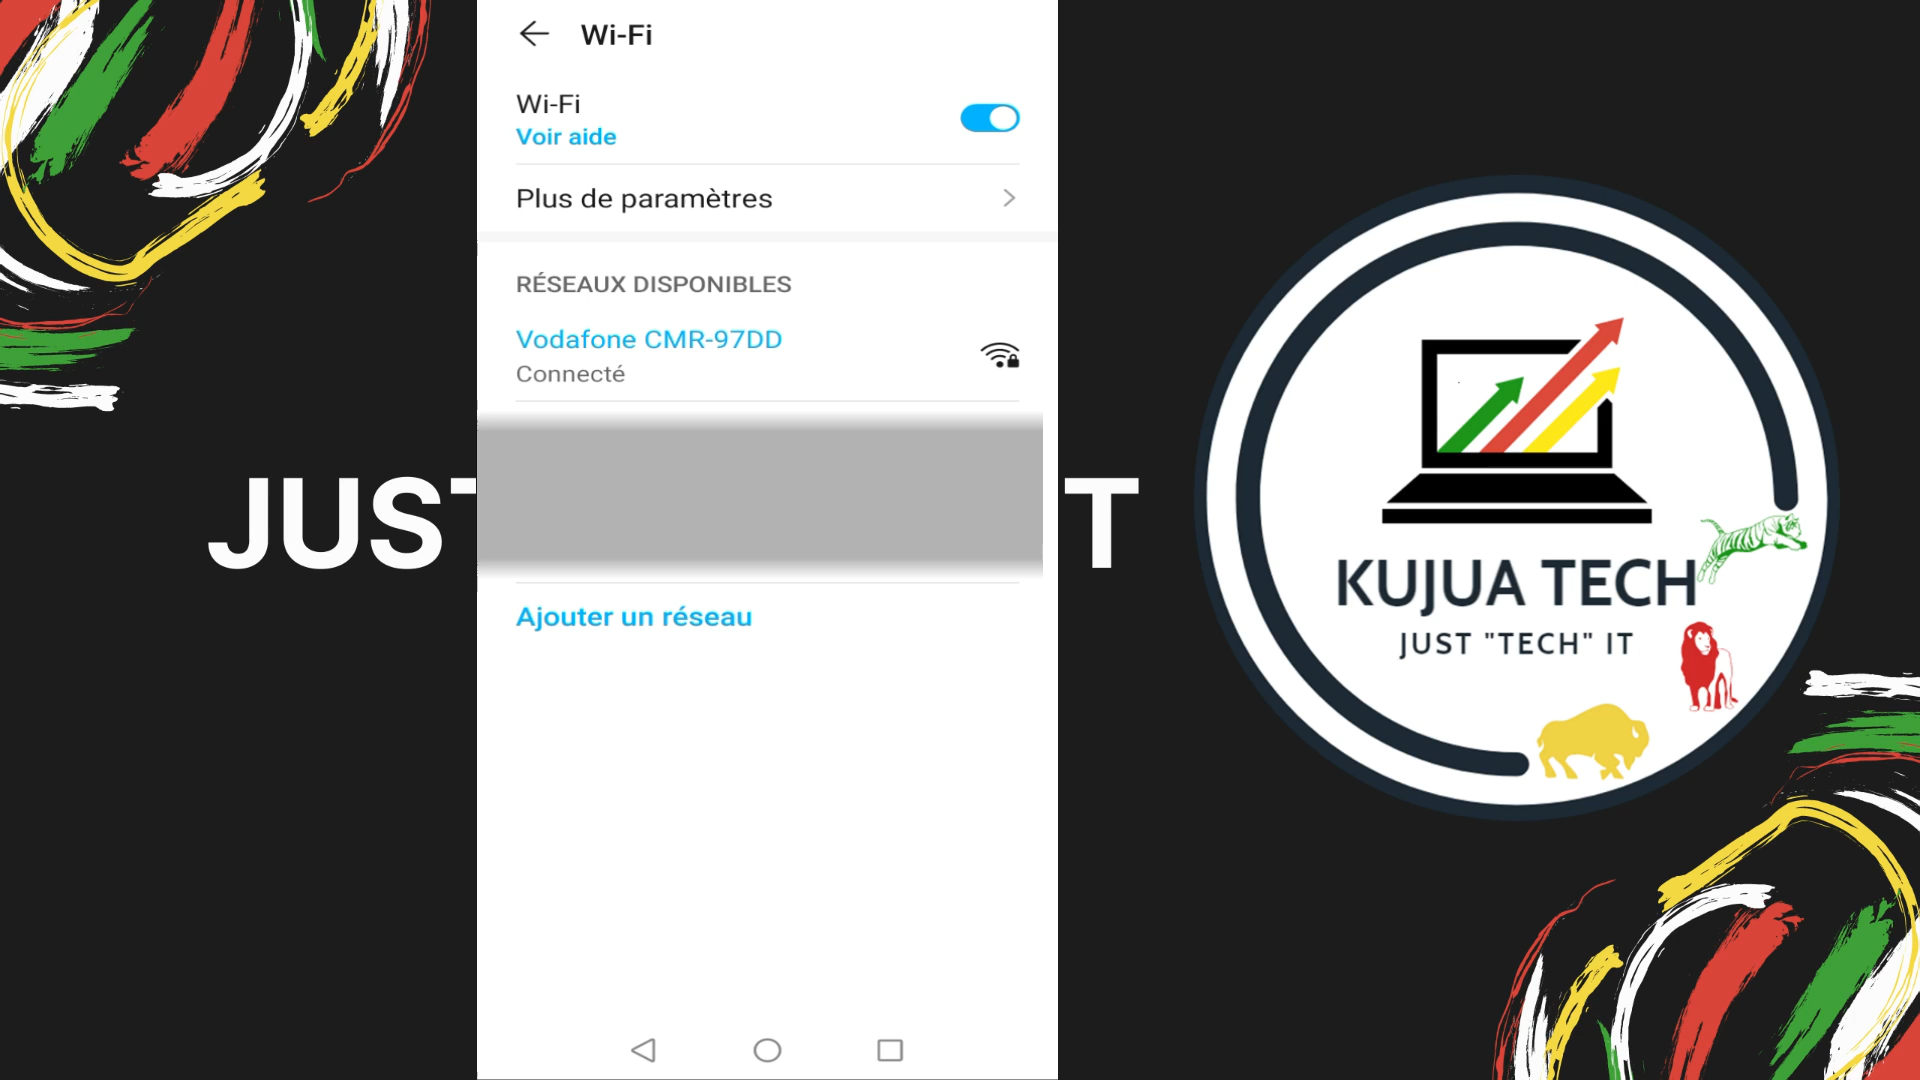 Wi-Fi
Wi-Fi
Voir aide
Plus de paramètres
RÉSEAUX DISPONIBLES
Vodafone CMR-97DD
Connecté
Ajouter un réseau
JUST
T
KUJUA TECH
JUST "TECH" IT